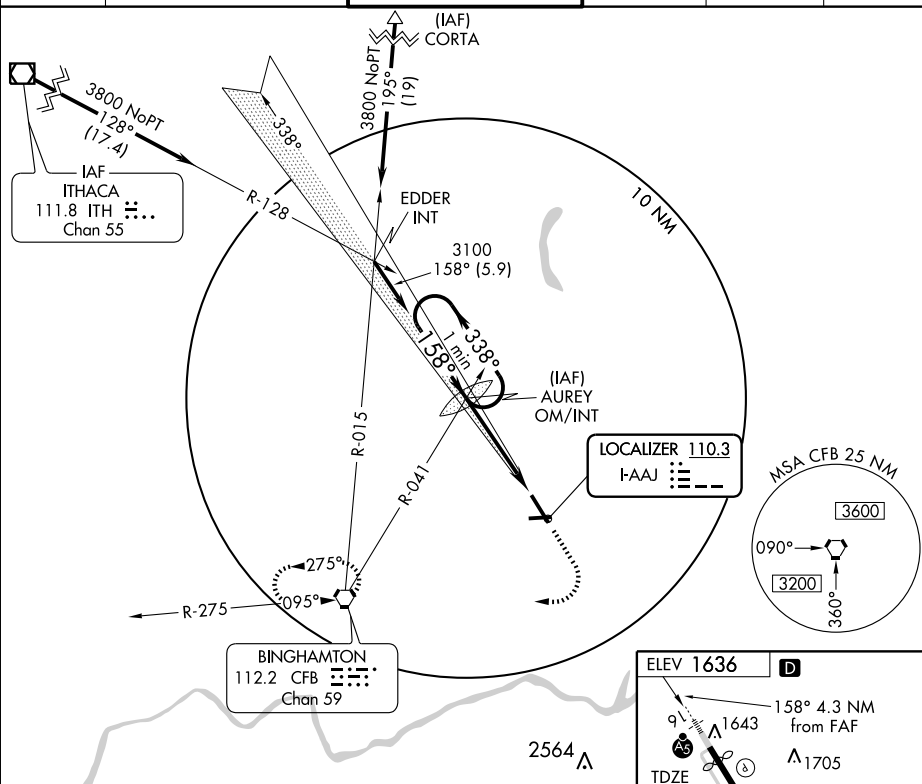 (IAF)
CORTA
3800 NoPT
195°
(19)
3800 NoPT
128°
(17.4)
338°
IAF
ITHACA
111.8 ITH
Chan 55
R-128
EDDER
INT
10 NM
3100
158° (5.9)
158°
1 min
338°
(IAF)
AUREY
OM/INT
R-015
R-041
LOCALIZER 110.3
I-AAJ
MSA CFB 25 NM
3600
090°
3200
360°
275°
095°
R-275
BINGHAMTON
112.2 CFB
Chan 59
2564
ELEV 1636
D
158° 4.3 NM
from FAF
16
1643
A5
P
1705
TDZE